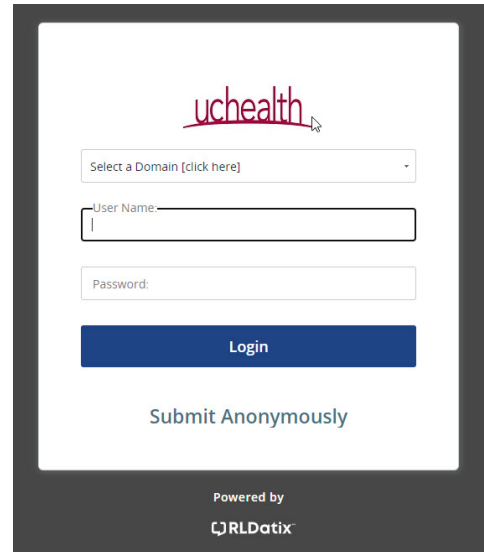 uchealth
Select a Domain [click here]
User Name:
Password:
Login
Submit Anonymously
Powered by
RLDatix